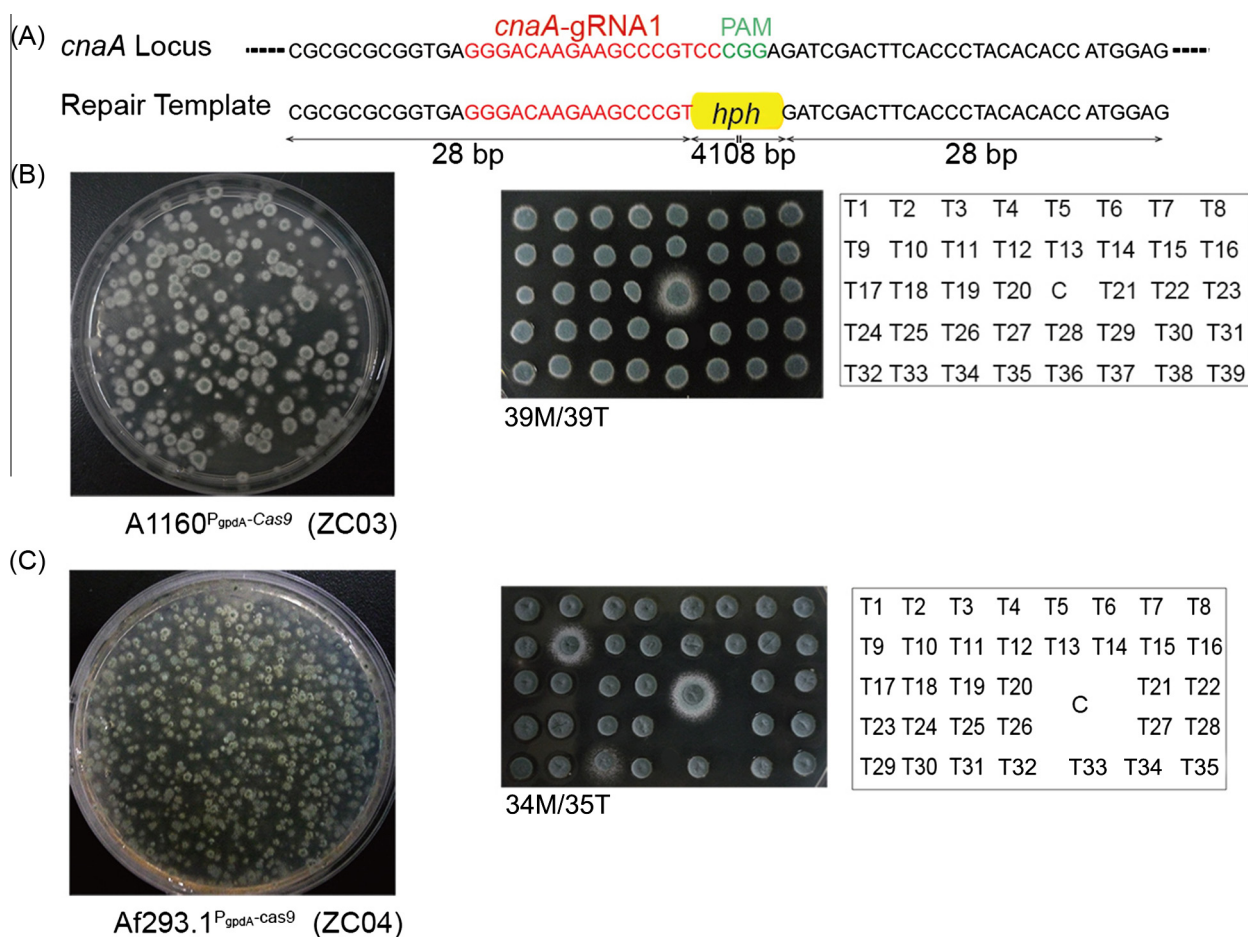 (A)
cnaA-gRNA1 PAM
cnaA Locus CGCGCGCGGTGAGGGACAAGAAGCCCGTCCCGGAGATCGACTTCACCCTACACACC ATGGAG
Repair Template CGCGCGCGGTGAGGGACAAGAAGCCCGT hph GATCGACTTCACCCTACACACC ATGGAG
28 bp 4108 bp 28 bp
(B)
T1 T2 T3 T4 T5 T6 T7 T8
T9 T10 T11 T12 T13 T14 T15 T16
T17 T18 T19 T20 C T21 T22 T23
T24 T25 T26 T27 T28 T29 T30 T31
T32 T33 T34 T35 T36 T37 T38 T39
39M/39T
A1160PgpdA-Cas9 (ZC03)
(C)
T1 T2 T3 T4 T5 T6 T7 T8
T9 T10 T11 T12 T13 T14 T15 T16
T17 T18 T19 T20 C T21 T22
T23 T24 T25 T26 T27 T28
T29 T30 T31 T32 T33 T34 T35
34M/35T
Af293.1PgpdA-cas9 (ZC04)